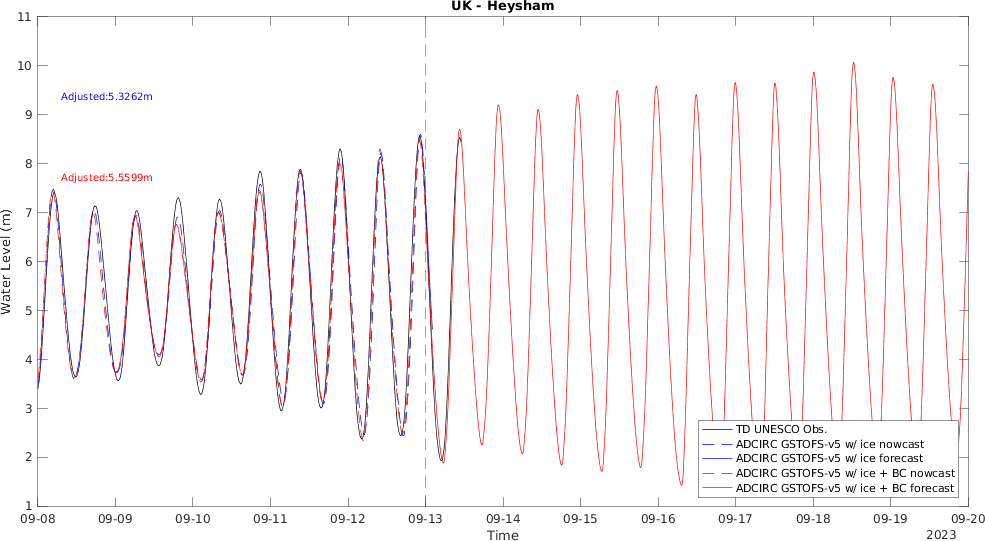 UK - Heysham
11
10
9
8
7
6
5
4
3
2
1
Water Level (m)
Adjusted:5.3262m
Adjusted:5.5599m
TD UNESCO Obs.
ADCIRC GSTOFS-v5 w/ ice nowcast
ADCIRC GSTOFS-v5 w/ ice forecast
ADCIRC GSTOFS-v5 w/ ice + BC nowcast
ADCIRC GSTOFS-v5 w/ ice + BC forecast
09-08 09-09 09-10 09-11 09-12 09-13 09-14 09-15 09-16 09-17 09-18 09-19 09-20
Time
2023